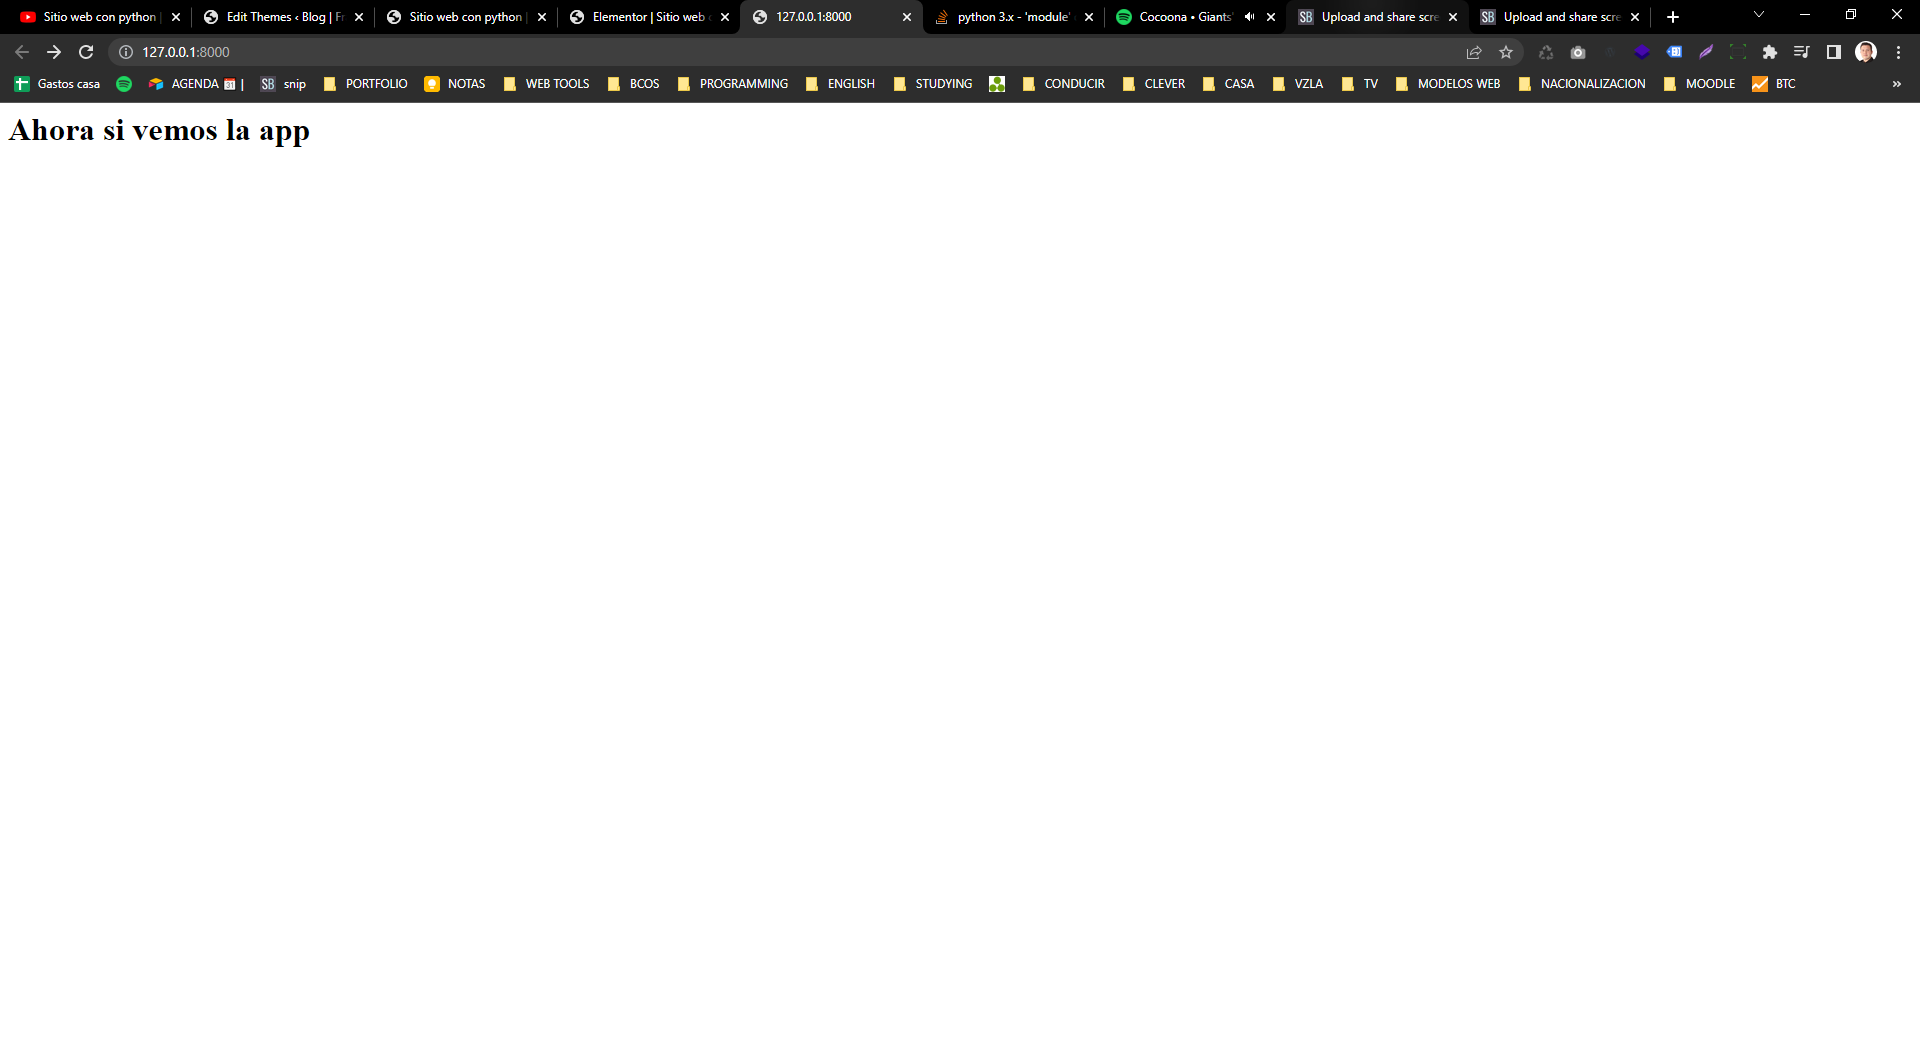 Sitio web con python
Edit Themes ‹ Blog | Fr
Sitio web con python
Elementor | Sitio web
127.0.0.1:8000
python 3.x - 'module'
Cocoona • Giants'
SB Upload and share scre
SB Upload and share scre
127.0.0.1:8000
Gastos casa
AGENDA 31 |
SB snip
PORTFOLIO
NOTAS
WEB TOOLS
BCOS
PROGRAMMING
ENGLISH
STUDYING
CONDUCIR
CLEVER
CASA
VZLA
TV
MODELOS WEB
NACIONALIZACION
MOODLE
BTC
»
Ahora si vemos la app